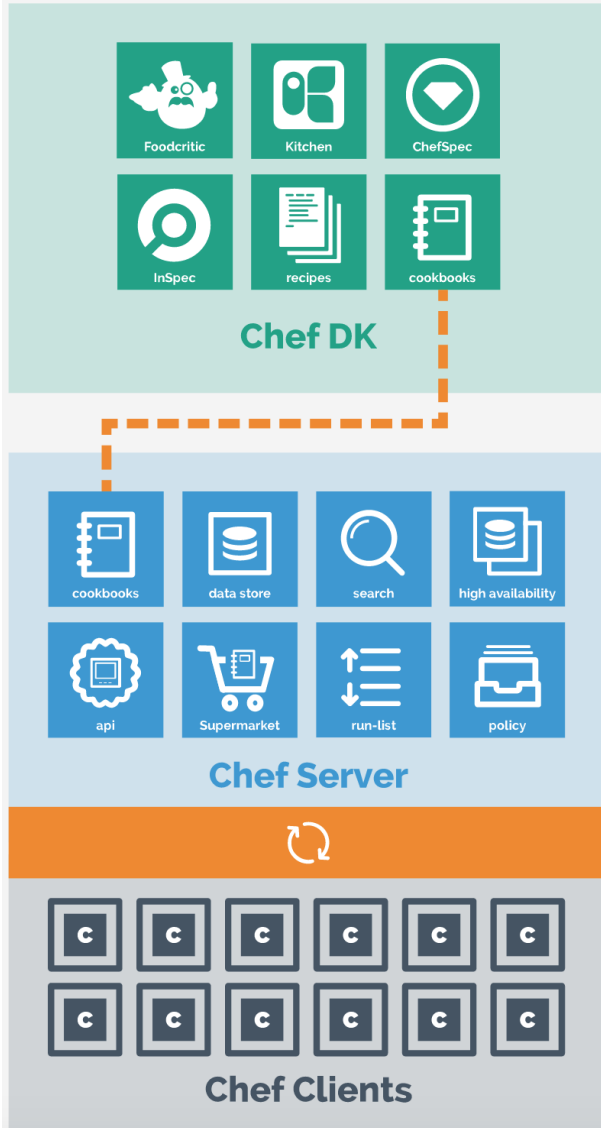 Foodcritic
Kitchen
ChefSpec
InSpec
recipes
cookbooks
Chef DK
cookbooks
data store
search
high availability
api
Supermarket
run-list
policy
Chef Server
C C C C C C
C C C C C C
Chef Clients